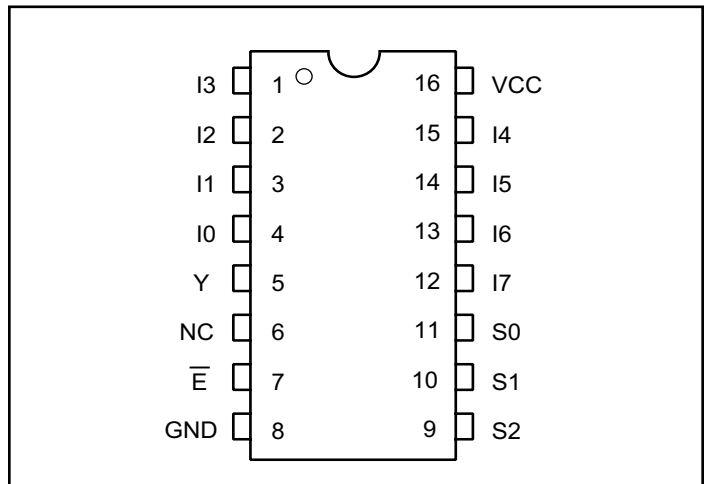 I3 1 16 VCC
I2 2 15 I4
I1 3 14 I5
I0 4 13 I6
Y 5 12 I7
NC 6 11 S0
E̅ 7 10 S1
GND 8 9 S2